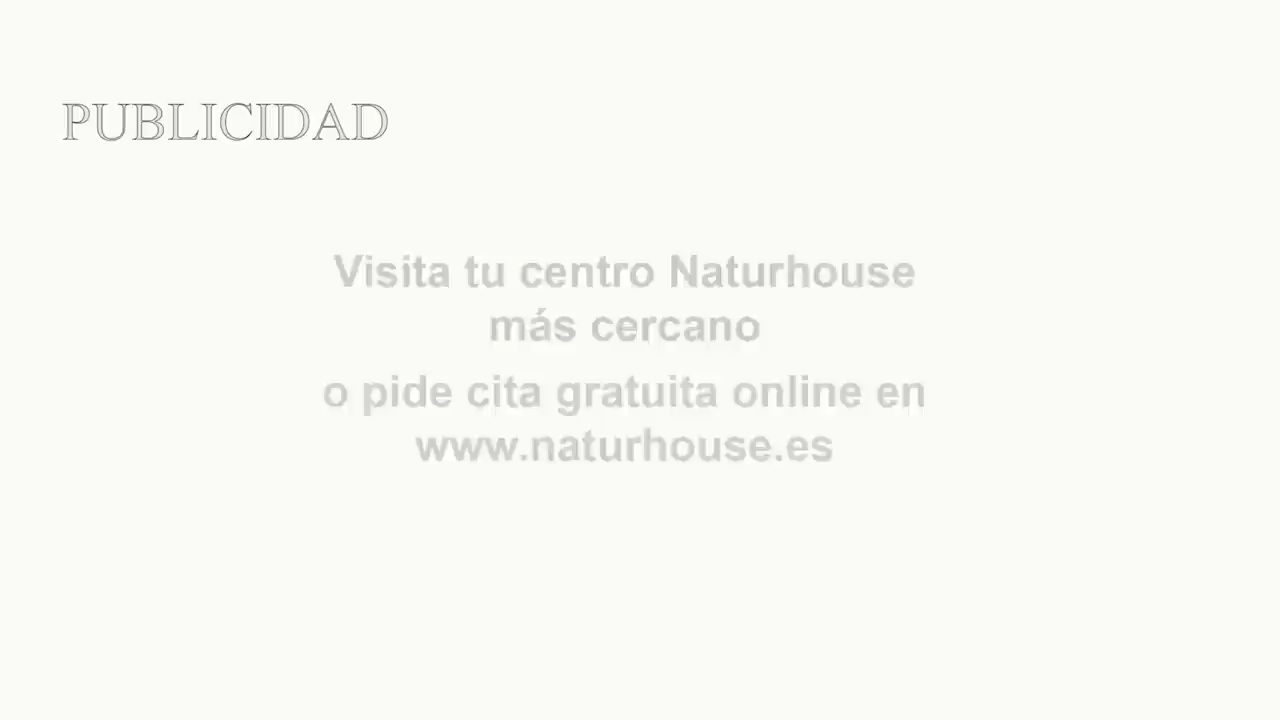 PUBLICIDAD
Visita tu centro Naturhouse
más cercano
o pide cita gratuita online en
www.naturhouse.es